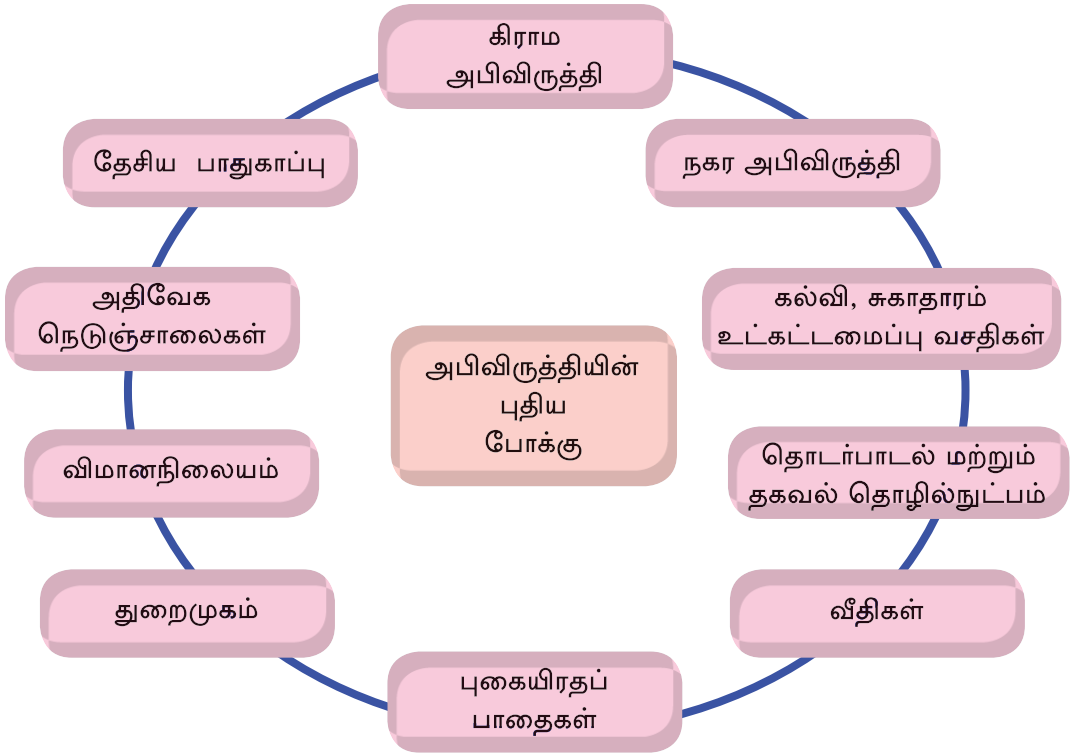 கிராம
அபிவிருத்தி
நகர அபிவிருத்தி
கல்வி, சுகாதாரம்
உட்கட்டமைப்பு வசதிகள்
தொடர்பாடல் மற்றும்
தகவல் தொழில்நுட்பம்
வீதிகள்
புகையிரதப்
பாதைகள்
துறைமுகம்
விமானநிலையம்
அதிவேக
நெடுஞ்சாலைகள்
தேசிய பாதுகாப்பு
அபிவிருத்தியின்
புதிய
போக்கு